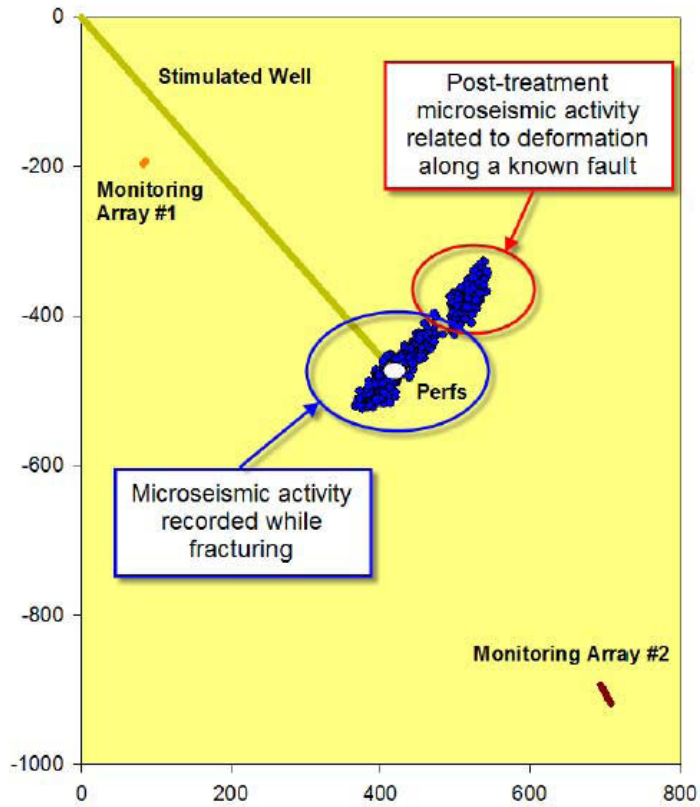 0
Stimulated Well
Post-treatment
microseismic activity
related to deformation
along a known fault
-200
Monitoring
Array #1
-400
Perfs
Microseismic activity
recorded while
fracturing
-600
-800
Monitoring Array #2
-1000
0 200 400 600 800